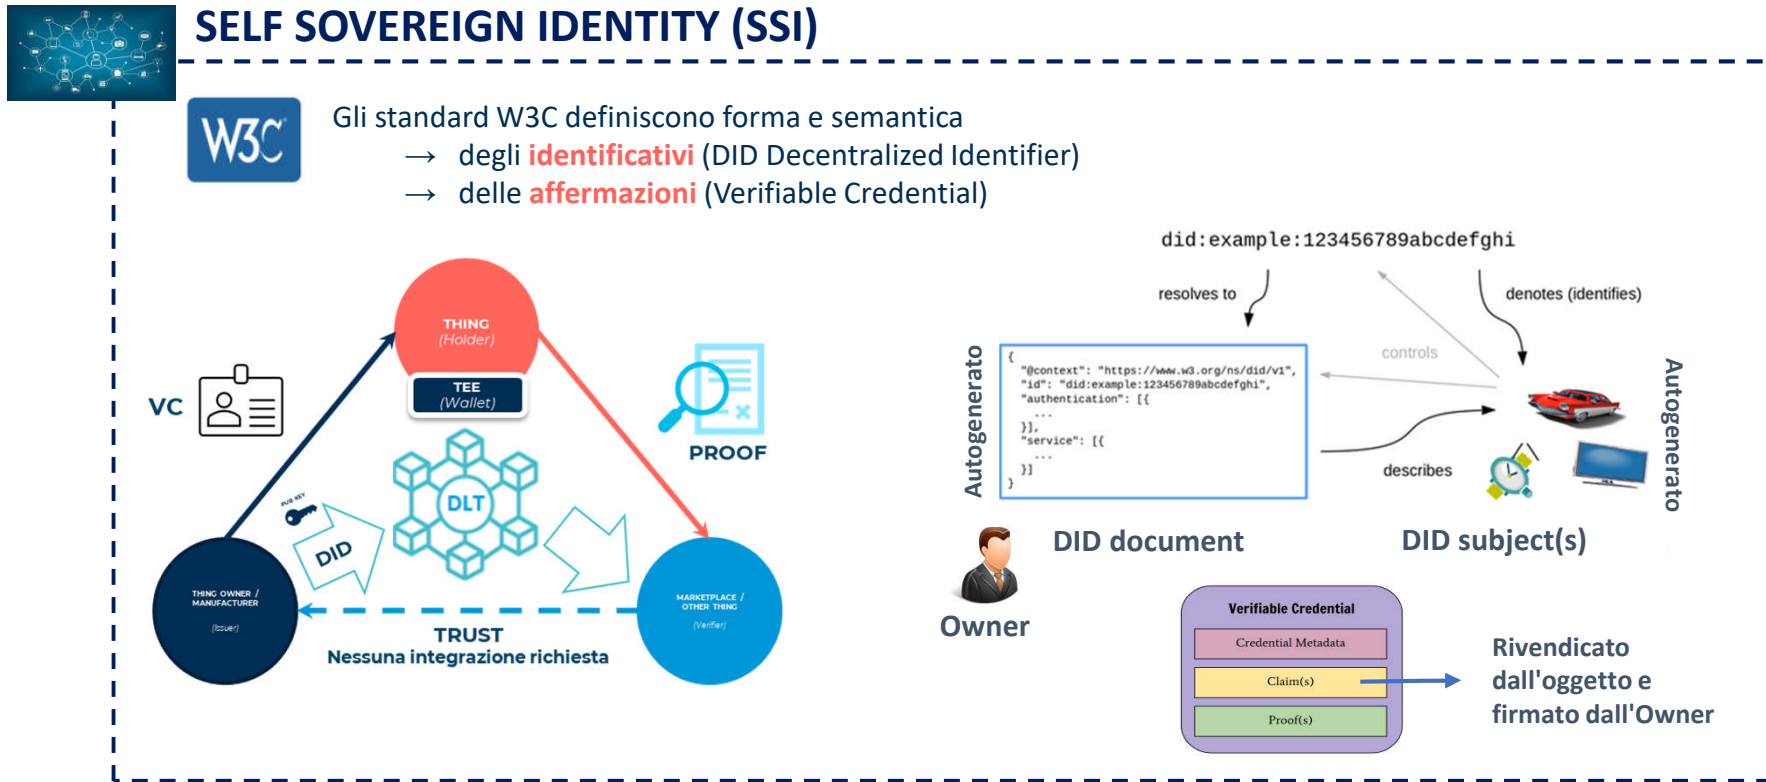 SELF SOVEREIGN IDENTITY (SSI)
W3C
Gli standard W3C definiscono forma e semantica
→ degli identificativi (DID Decentralized Identifier)
→ delle affermazioni (Verifiable Credential)
THING
(Holder)
TEE
(Wallet)
VC
PROOF
DLT
PUB KEY
DID
THING OWNER /
MANUFACTURER
(Issuer)
MARKETPLACE /
OTHER THING
(Verifier)
TRUST
Nessuna integrazione richiesta
did:example:123456789abcdefghi
resolves to
denotes (identifies)
controls
describes
Autogenerato
{
"@context": "https://www.w3.org/ns/did/v1",
"id": "did:example:123456789abcdefghi",
"authentication": [{
...
}],
"service": [{
...
}]
}
Autogenerato
DID document
DID subject(s)
Owner
Verifiable Credential
Credential Metadata
Claim(s)
Proof(s)
Rivendicato
dall'oggetto e
firmato dall'Owner